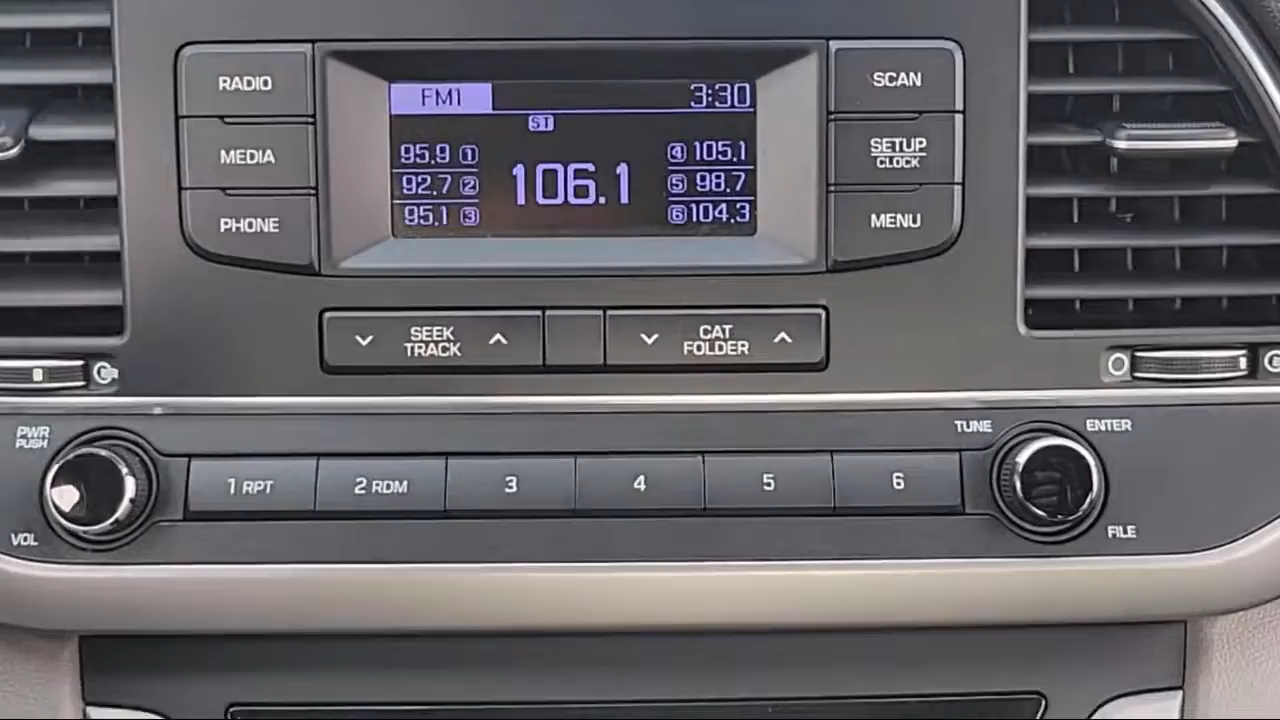 RADIO
MEDIA
PHONE
FM1
3:30
ST
95.9 1
92.7 2
95.1 3
106.1
4 105.1
5 98.7
6 104.3
SCAN
SETUP
CLOCK
MENU
SEEK
TRACK
CAT
FOLDER
PWR
PUSH
VOL
1 RPT
2 RDM
3
4
5
6
TUNE
ENTER
FILE